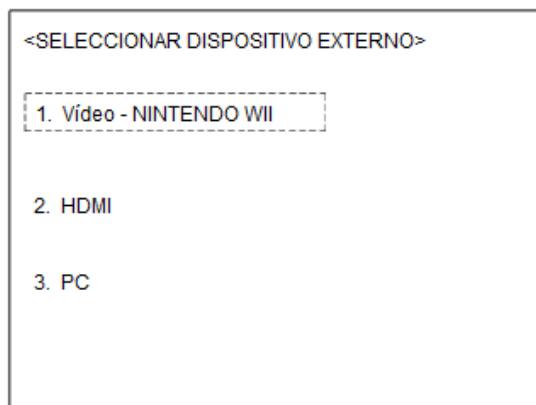 <SELECCIONAR DISPOSITIVO EXTERNO>
1. Vídeo - NINTENDO WII
2. HDMI
3. PC